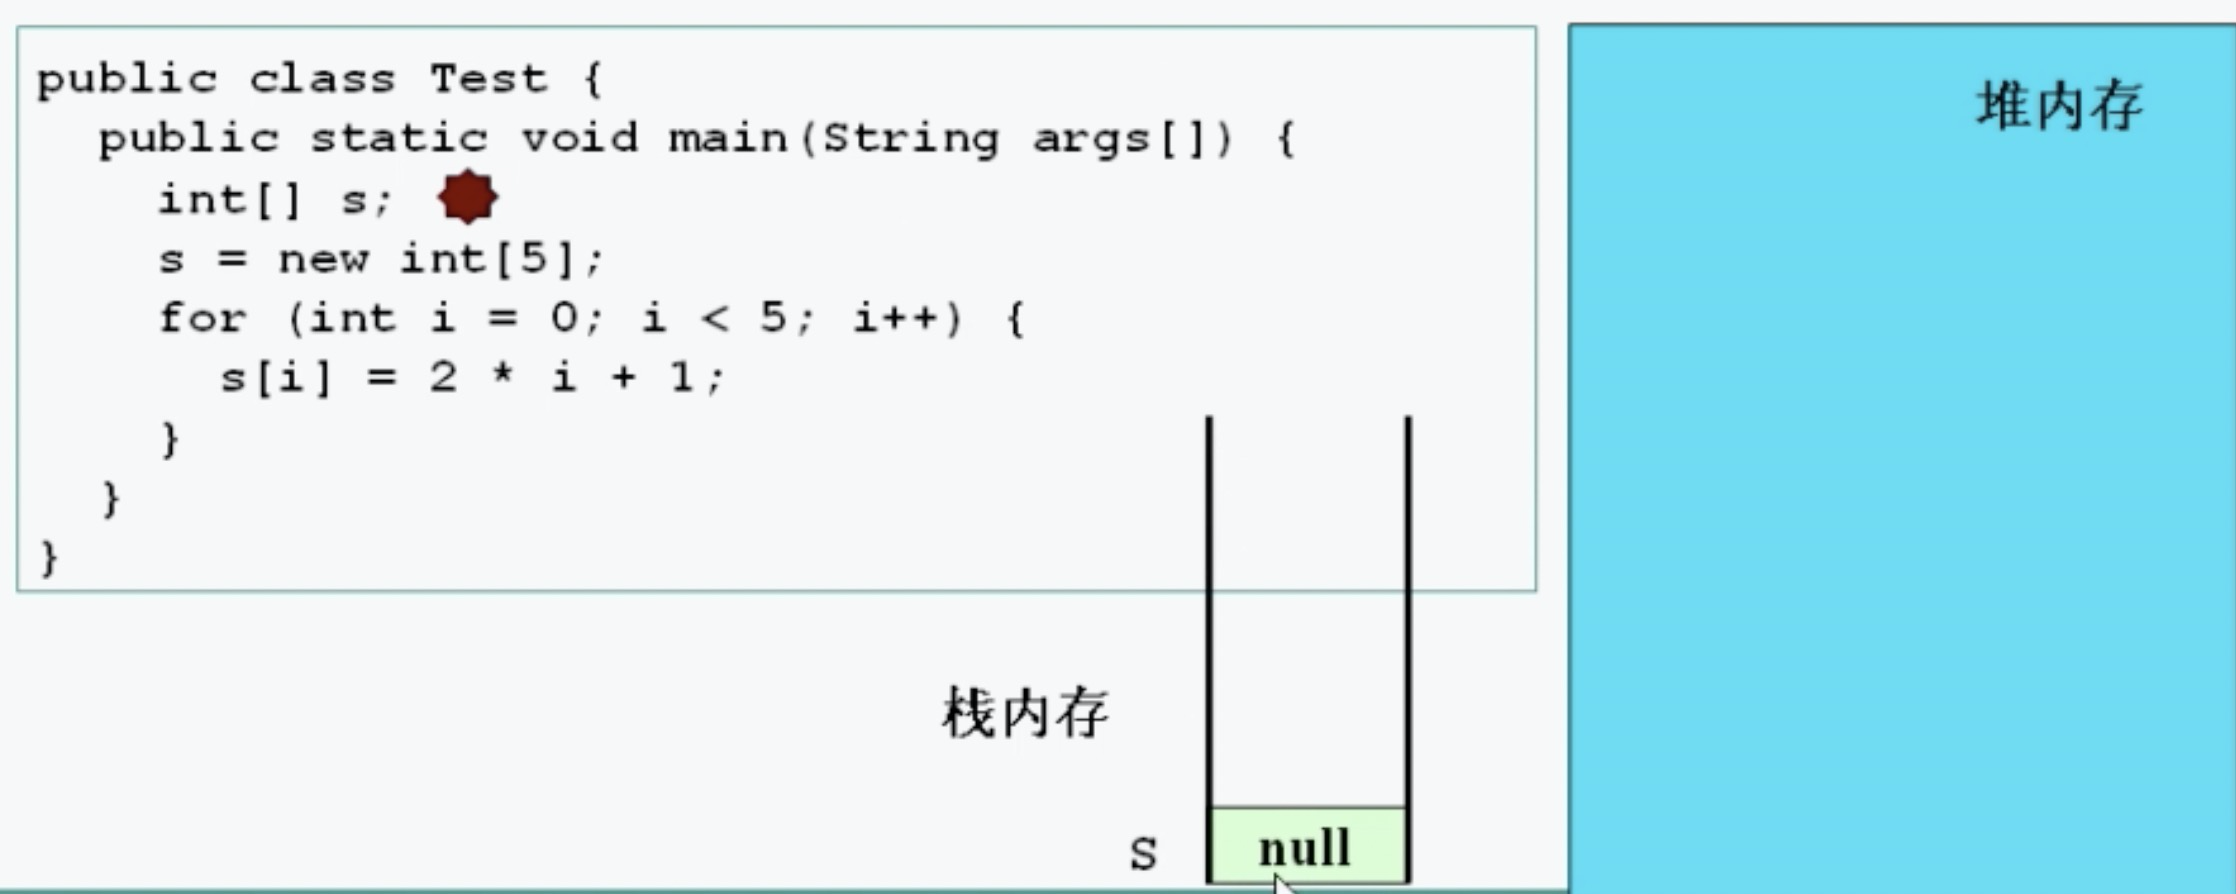 public class Test {
public static void main(String args[]) {
int[] s;
s = new int[5];
for (int i = 0; i < 5; i++) {
s[i] = 2 * i + 1;
}
}
}
堆内存
栈内存
S
null